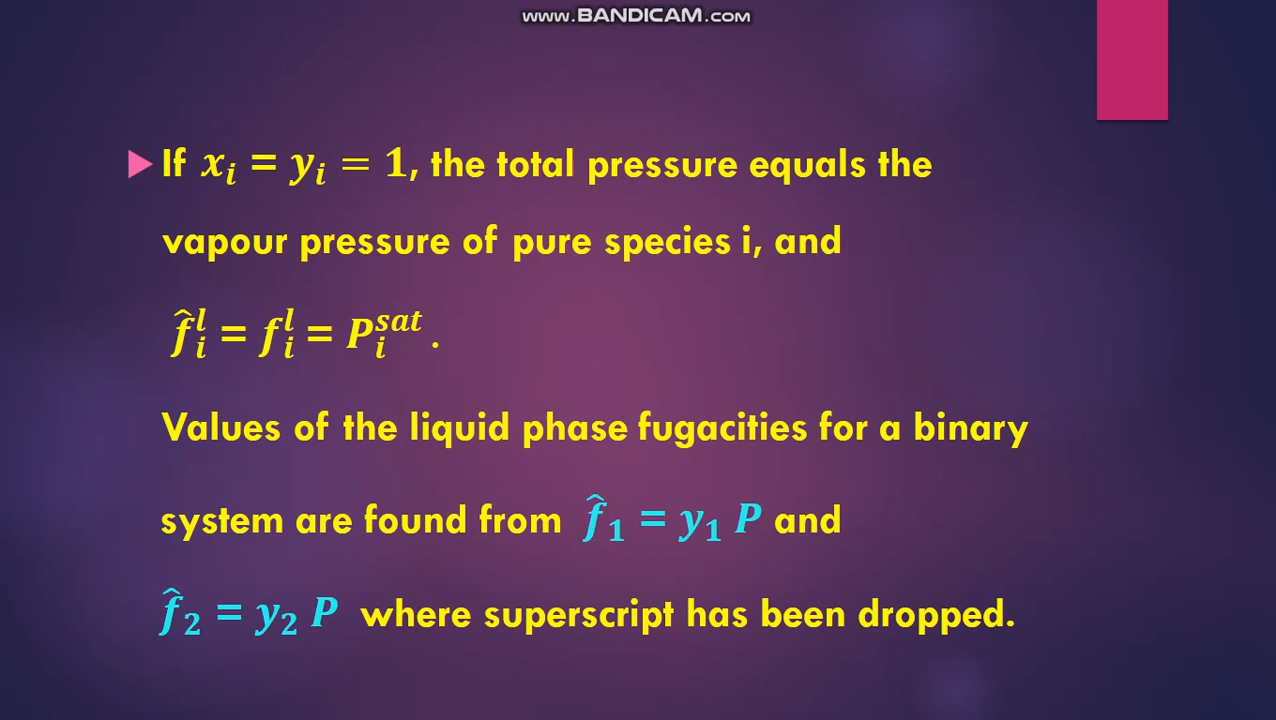 www.BANDICAM.com
If xᵢ = yᵢ = 1, the total pressure equals the
vapour pressure of pure species i, and
f̂ᵢˡ = fᵢˡ = Pᵢˢᵃᵗ .
Values of the liquid phase fugacities for a binary
system are found from f̂₁ = y₁ P and
f̂₂ = y₂ P where superscript has been dropped.